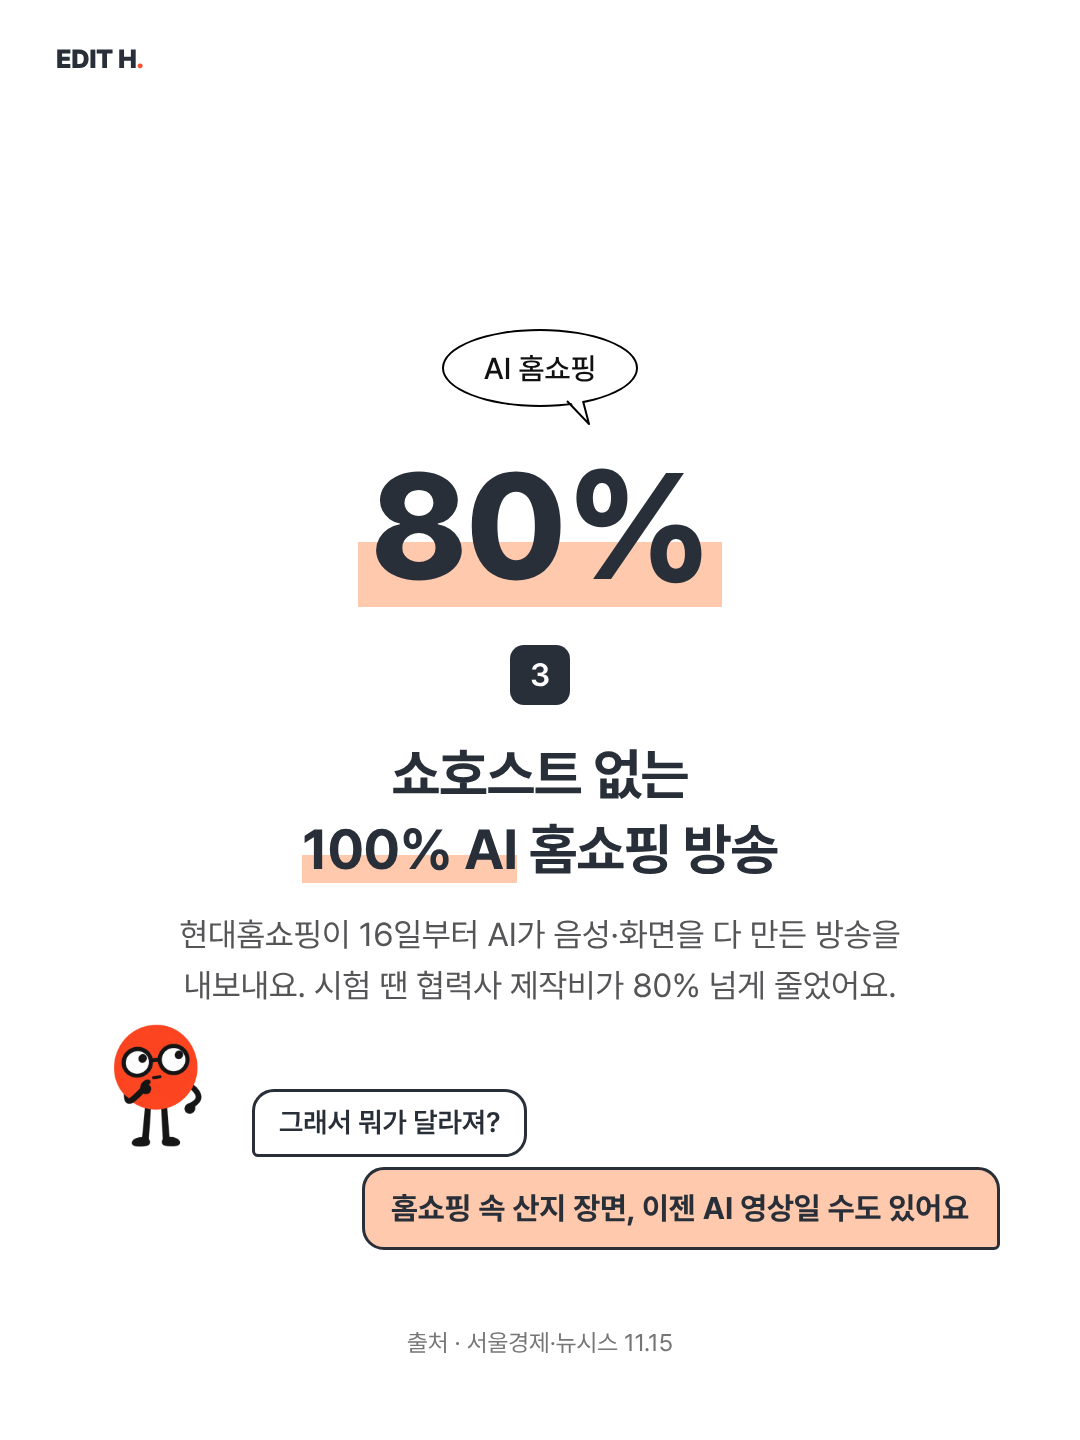 EDIT H.
AI 홈쇼핑
80%
3
쇼호스트 없는
100% AI 홈쇼핑 방송
현대홈쇼핑이 16일부터 AI가 음성·화면을 다 만든 방송을
내보내요. 시험 땐 협력사 제작비가 80% 넘게 줄었어요.
그래서 뭐가 달라져?
홈쇼핑 속 산지 장면, 이젠 AI 영상일 수도 있어요
출처 · 서울경제·뉴시스 11.15